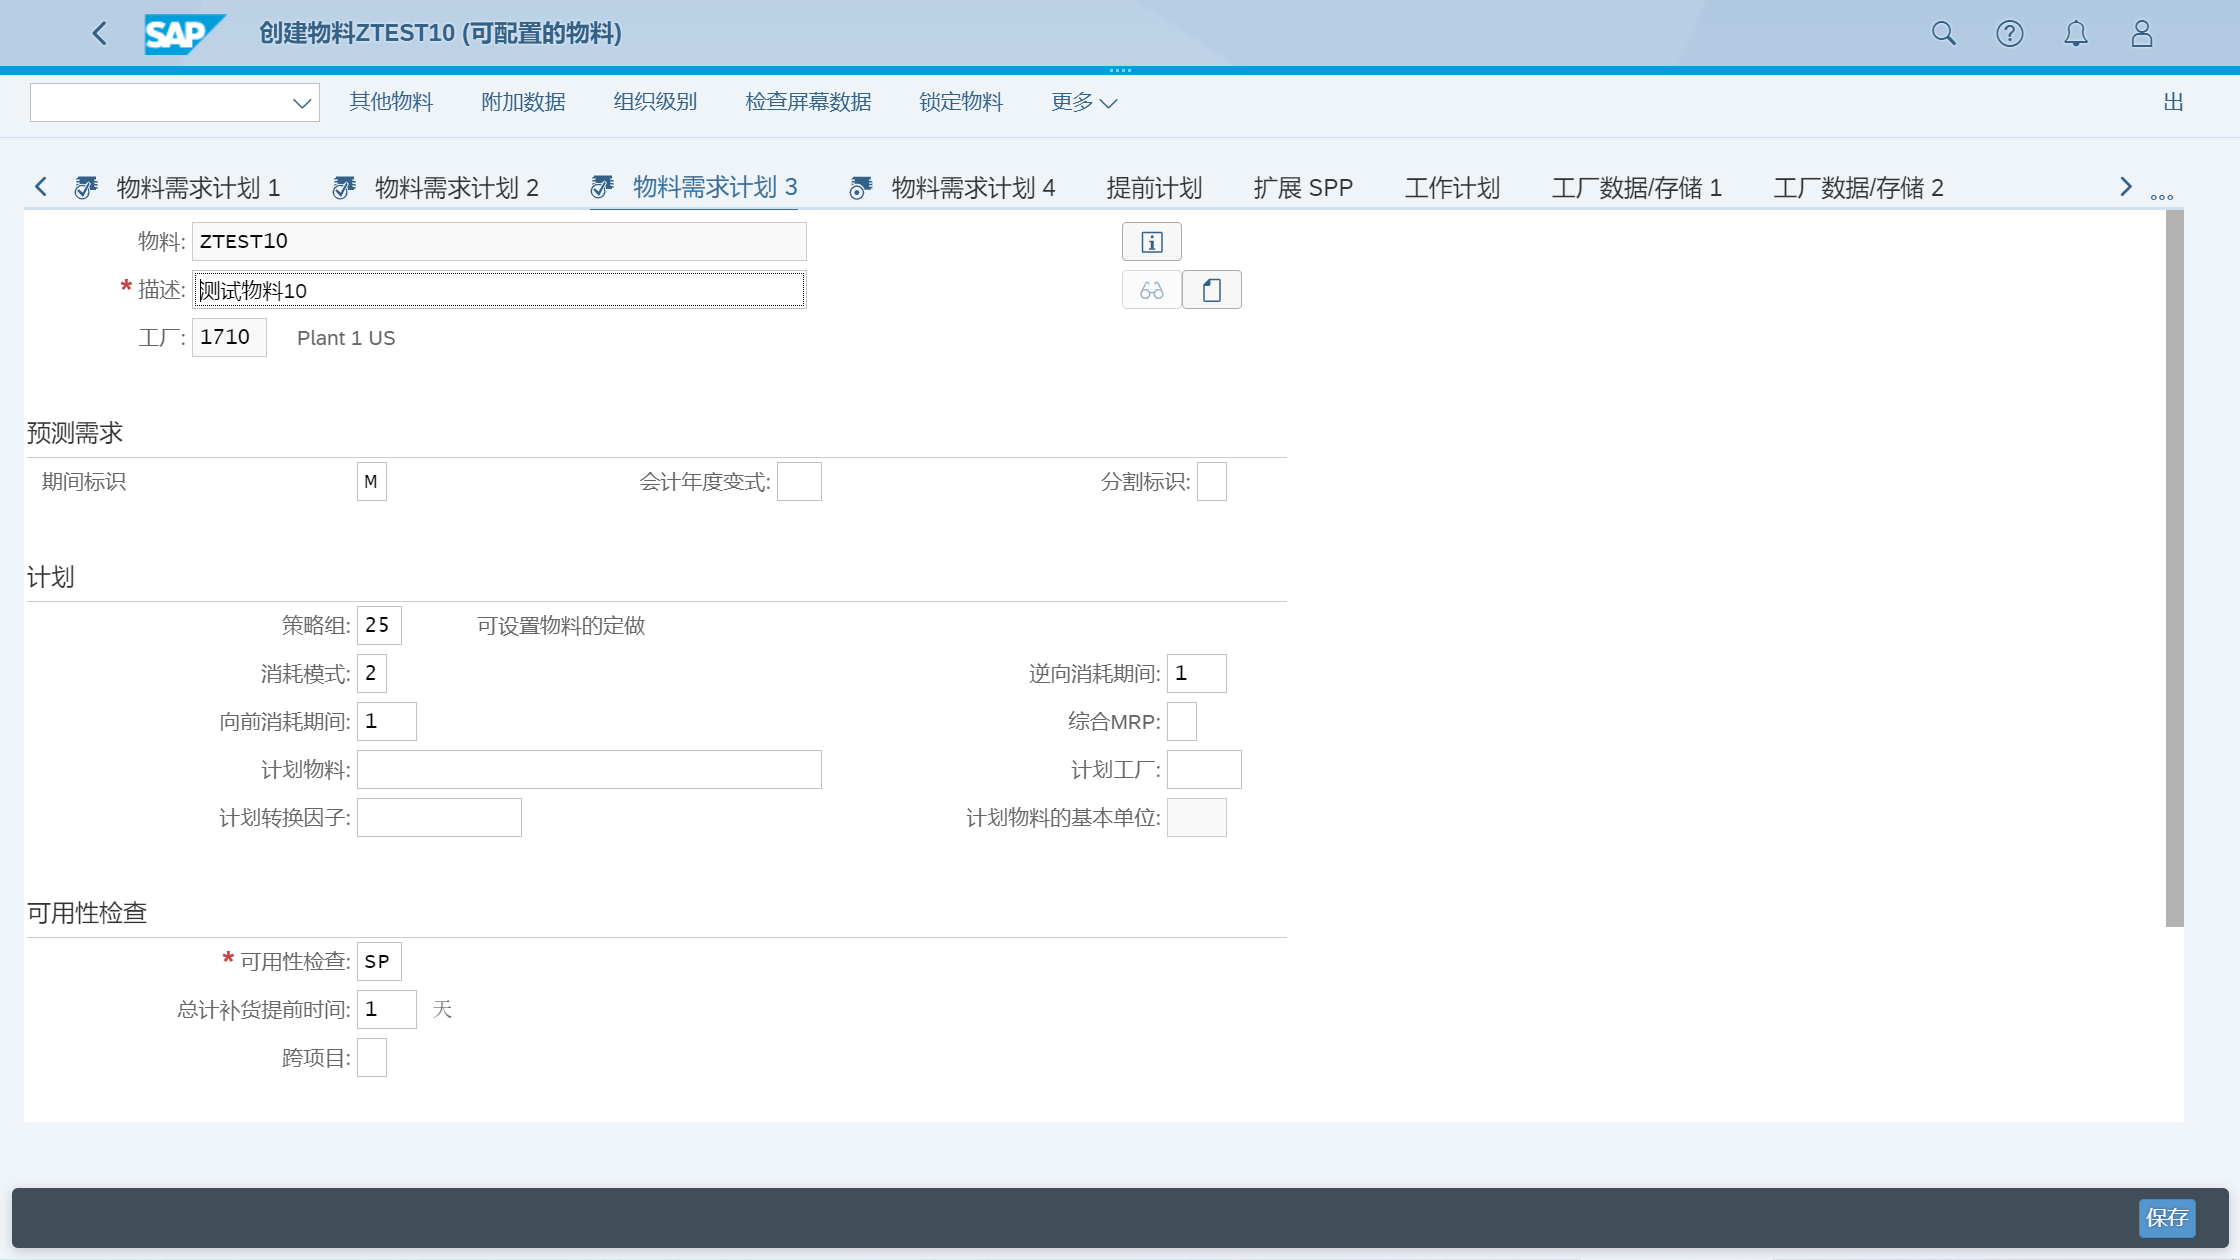 SAP 创建物料ZTEST10 (可配置的物料)
其他物料 附加数据 组织级别 检查屏幕数据 锁定物料 更多 出
物料需求计划 1 物料需求计划 2 物料需求计划 3 物料需求计划 4 提前计划 扩展 SPP 工作计划 工厂数据/存储 1 工厂数据/存储 2
物料: ZTEST10
* 描述: 测试物料10
工厂: 1710 Plant 1 US
预测需求
期间标识 M 会计年度变式: 分割标识:
计划
策略组: 25 可设置物料的定做
消耗模式: 2 逆向消耗期间: 1
向前消耗期间: 1 综合MRP:
计划物料: 计划工厂:
计划转换因子: 计划物料的基本单位:
可用性检查
* 可用性检查: SP
总计补货提前时间: 1 天
跨项目:
保存